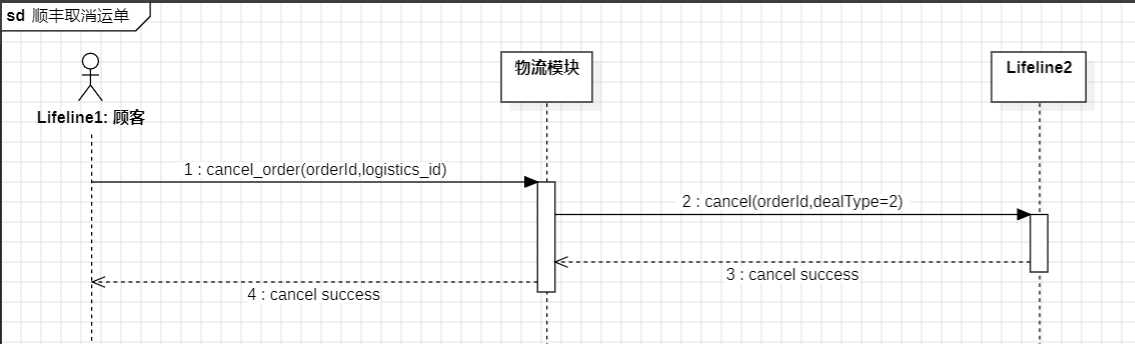 sd 顺丰取消运单
物流模块
Lifeline2
Lifeline1: 顾客
1 : cancel_order(orderId,logistics_id)
2 : cancel(orderId,dealType=2)
3 : cancel success
4 : cancel success